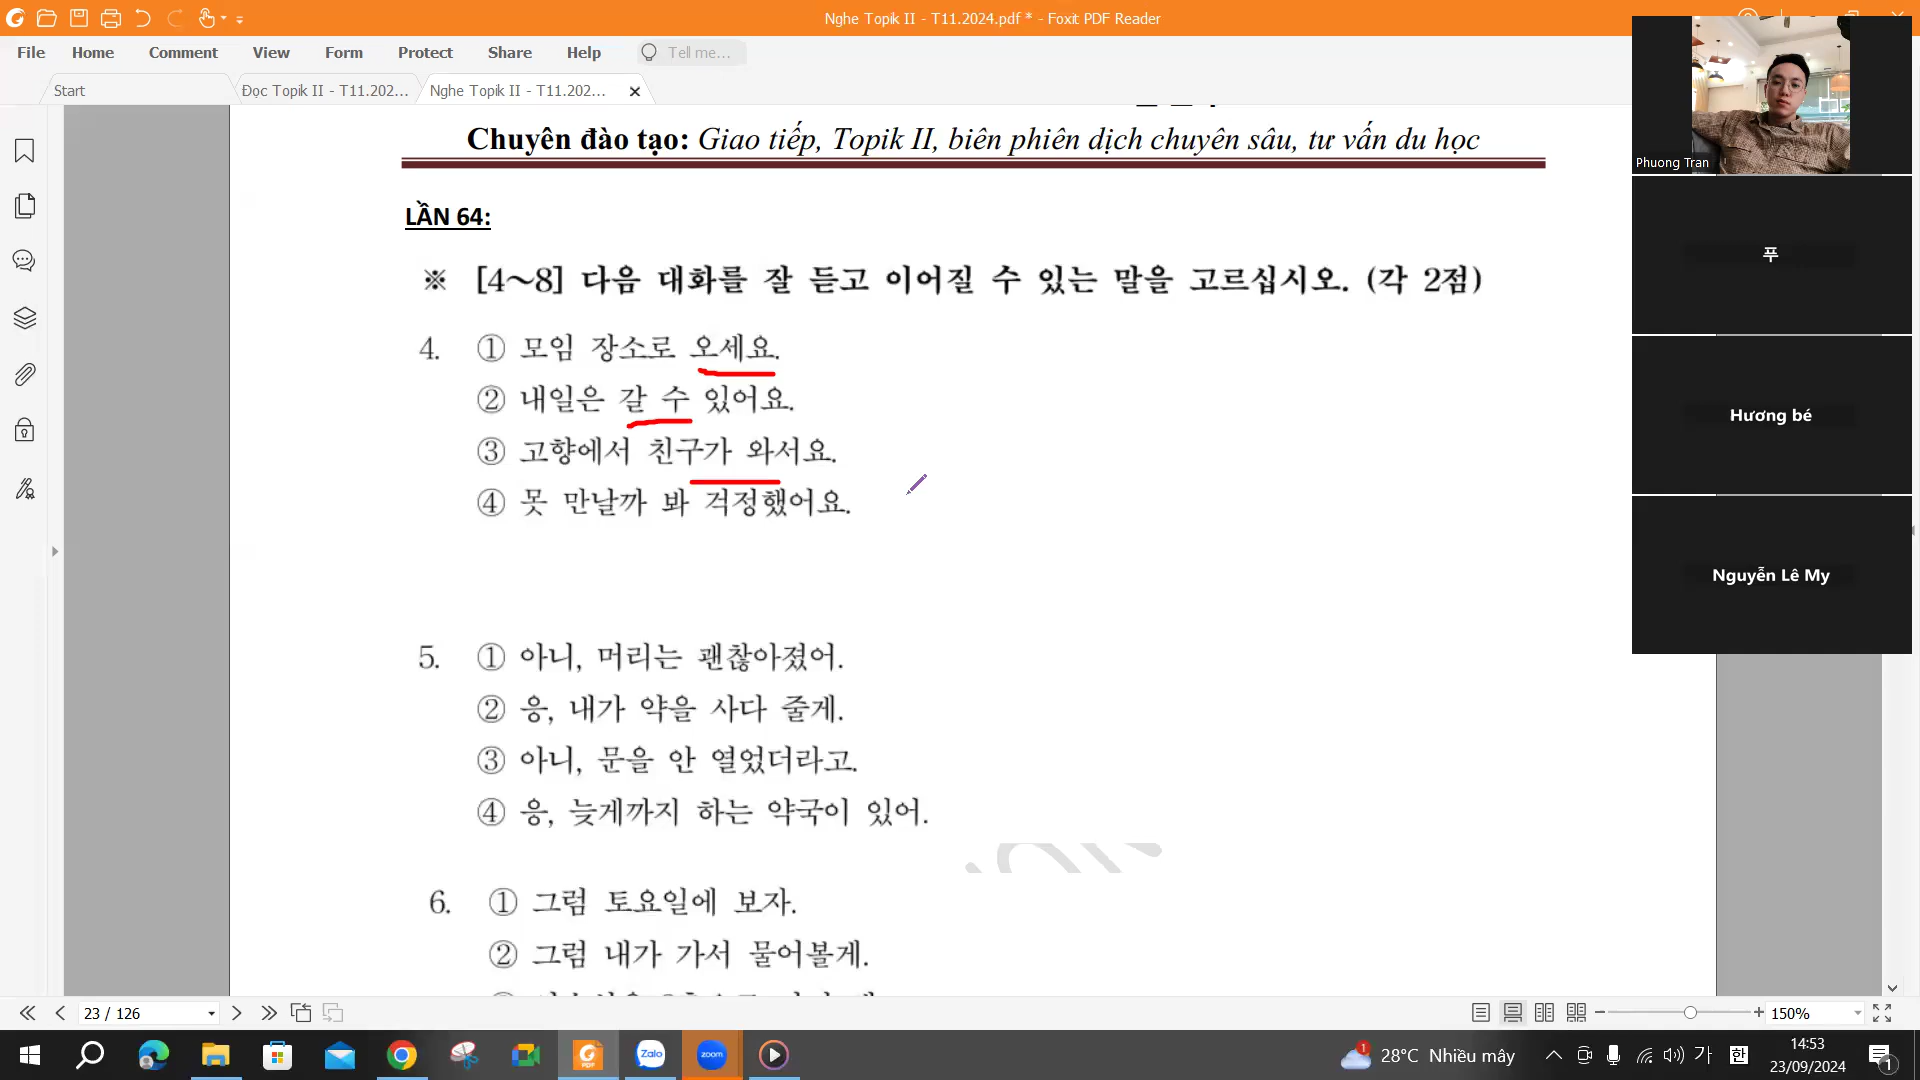 Nghe Topik II - T11.2024.pdf * - Foxit PDF Reader
File Home Comment View Form Protect Share Help Tell me...
Start
Đọc Topik II - T11.202...
Nghe Topik II - T11.202...
Chuyên đào tạo: Giao tiếp, Topik II, biên phiên dịch chuyên sâu, tư vấn du học
LẦN 64:
※ [4～8] 다음 대화를 잘 듣고 이어질 수 있는 말을 고르십시오. (각 2점)
4. ① 모임 장소로 오세요.
② 내일은 갈 수 있어요.
③ 고향에서 친구가 와서요.
④ 못 만날까 봐 걱정했어요.
5. ① 아니, 머리는 괜찮아졌어.
② 응, 내가 약을 사다 줄게.
③ 아니, 문을 안 열었더라고.
④ 응, 늦게까지 하는 약국이 있어.
6. ① 그럼 토요일에 보자.
② 그럼 내가 가서 물어볼게.
Phuong Tran
푸
Hương bé
Nguyễn Lê My
23 / 126
150%
PDF
Zalo
zoom
1
28°C Nhiều mây
가
한
14:53
23/09/2024
1